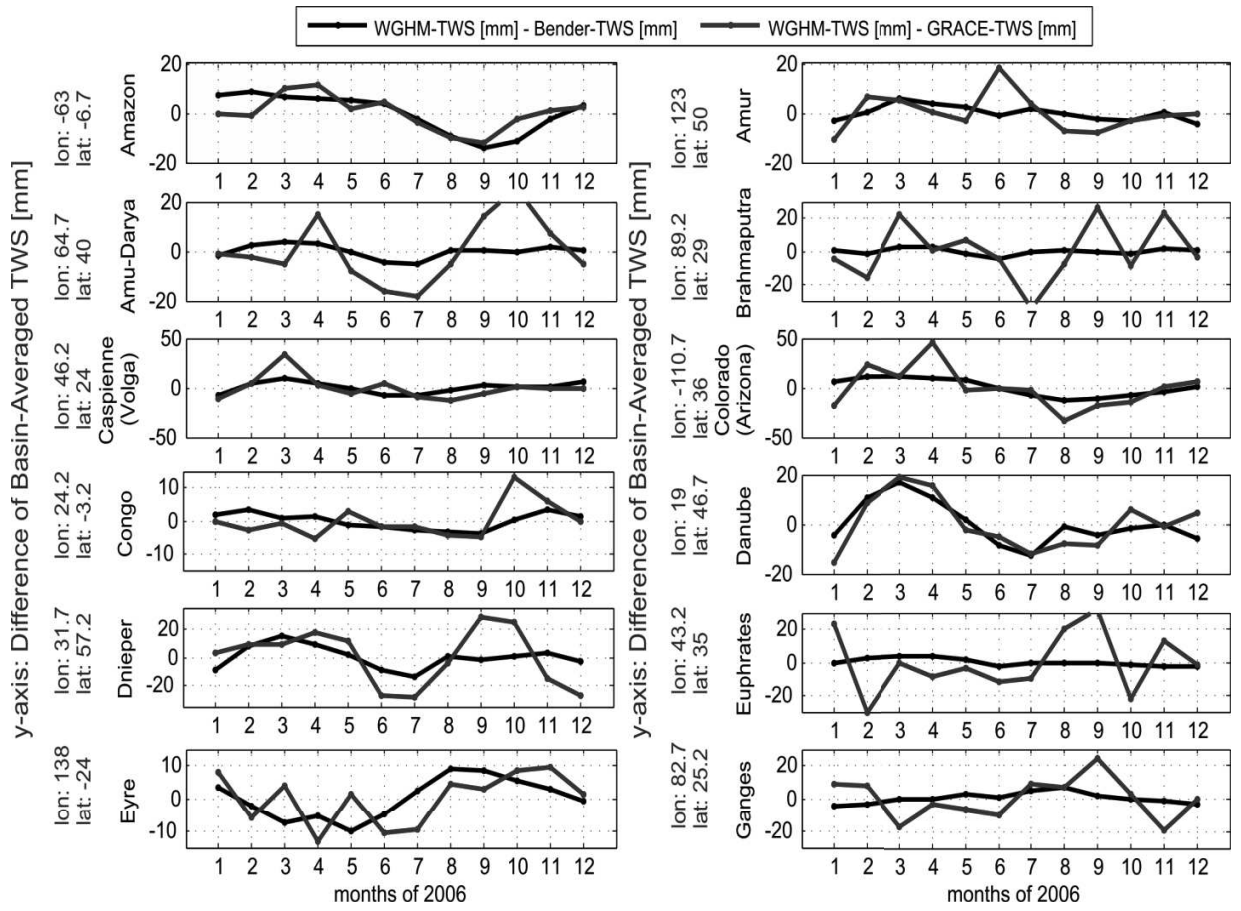 WGHM-TWS [mm] - Bender-TWS [mm] WGHM-TWS [mm] - GRACE-TWS [mm]
y-axis: Difference of Basin-Averaged TWS [mm]
lon: -63
lat: -6.7
Amazon
20
0
-20
1 2 3 4 5 6 7 8 9 10 11 12
lon: 64.7
lat: 40
Amu-Darya
20
0
-20
1 2 3 4 5 6 7 8 9 10 11 12
lon: 46.2
lat: 24
Caspienne
(Volga)
50
0
-50
1 2 3 4 5 6 7 8 9 10 11 12
lon: 24.2
lat: -3.2
Congo
10
0
-10
1 2 3 4 5 6 7 8 9 10 11 12
lon: 31.7
lat: 57.2
Dnieper
20
0
-20
1 2 3 4 5 6 7 8 9 10 11 12
lon: 138
lat: -24
Eyre
10
0
-10
1 2 3 4 5 6 7 8 9 10 11 12
months of 2006
y-axis: Difference of Basin-Averaged TWS [mm]
lon: 123
lat: 50
Amur
20
0
-20
1 2 3 4 5 6 7 8 9 10 11 12
lon: 89.2
lat: 29
Brahmaputra
20
0
-20
1 2 3 4 5 6 7 8 9 10 11 12
lon: -110.7
lat: 36
Colorado
(Arizona)
50
0
-50
1 2 3 4 5 6 7 8 9 10 11 12
lon: 19
lat: 46.7
Danube
20
0
-20
1 2 3 4 5 6 7 8 9 10 11 12
lon: 43.2
lat: 35
Euphrates
20
0
-20
1 2 3 4 5 6 7 8 9 10 11 12
lon: 82.7
lat: 25.2
Ganges
20
0
-20
1 2 3 4 5 6 7 8 9 10 11 12
months of 2006